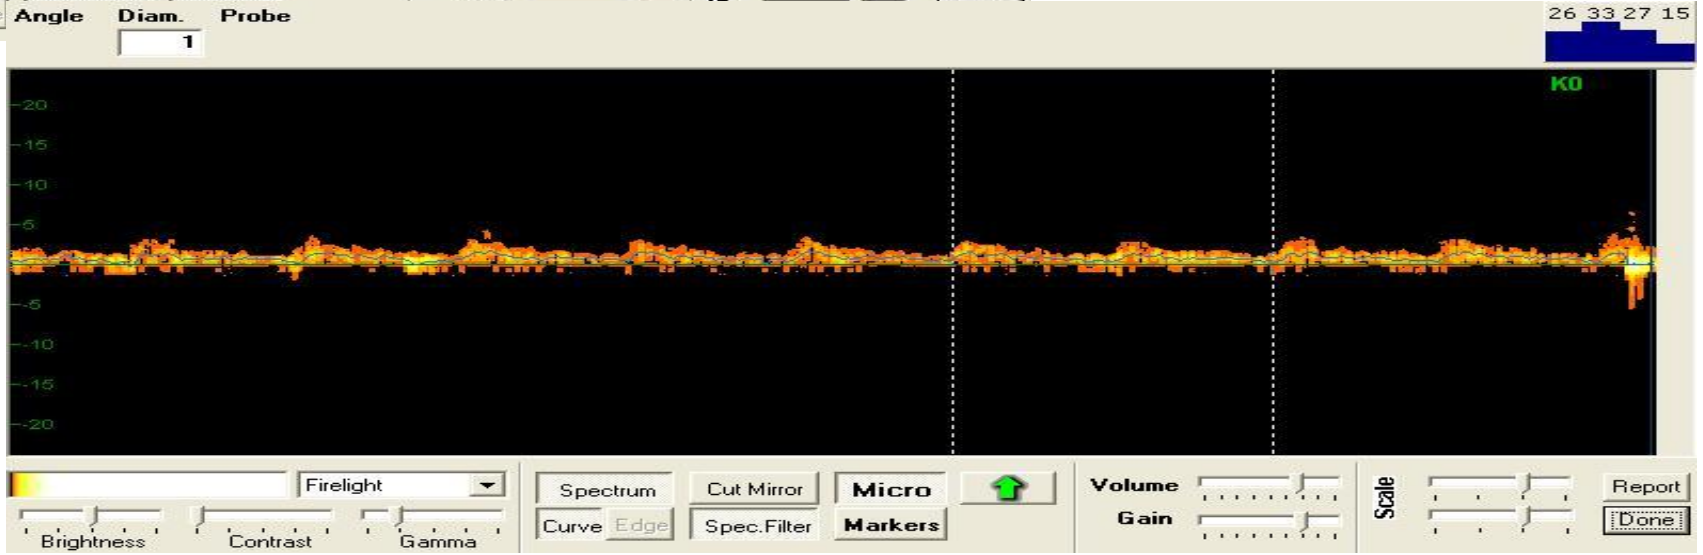 Angle Diam. Probe
1
26 33 27 15
K0
20
15
10
5
-5
-10
-15
-20
Firelight
Brightness Contrast Gamma
Spectrum Cut Mirror Micro
Curve Edge Spec.Filter Markers
Volume
Gain
Scale
Report
Done